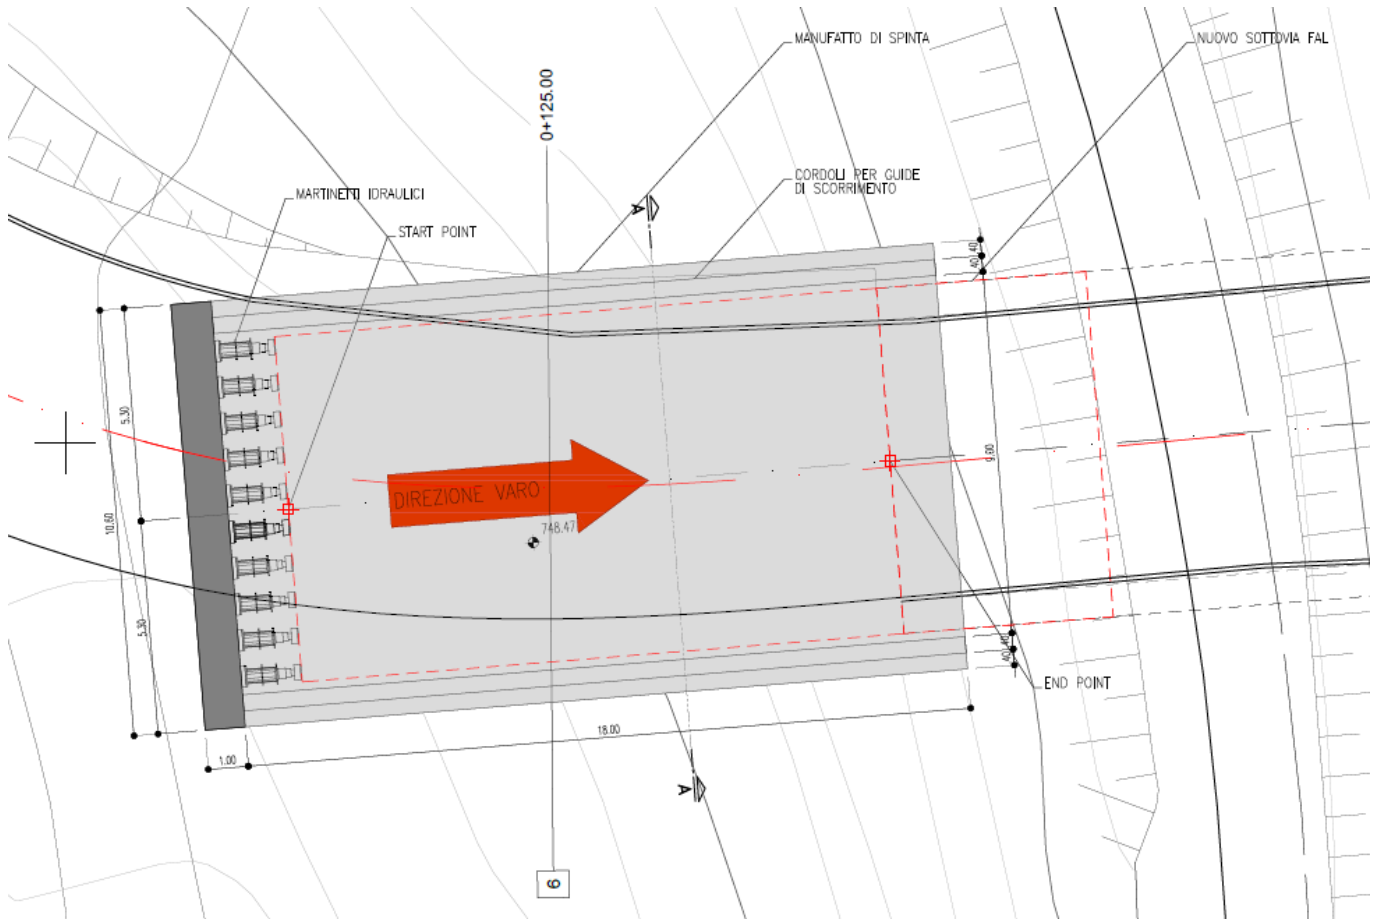 MANUFATTO DI SPINTA
NUOVO SOTTOVIA FAL
0+125.00
CORDOLI PER GUIDE
DI SCORRIMENTO
MARTINETTI IDRAULICI
START POINT
A
40
40
5.30
9.60
DIREZIONE VARO
748.47
10.60
5.30
40
40
END POINT
18.00
1.00
A
6